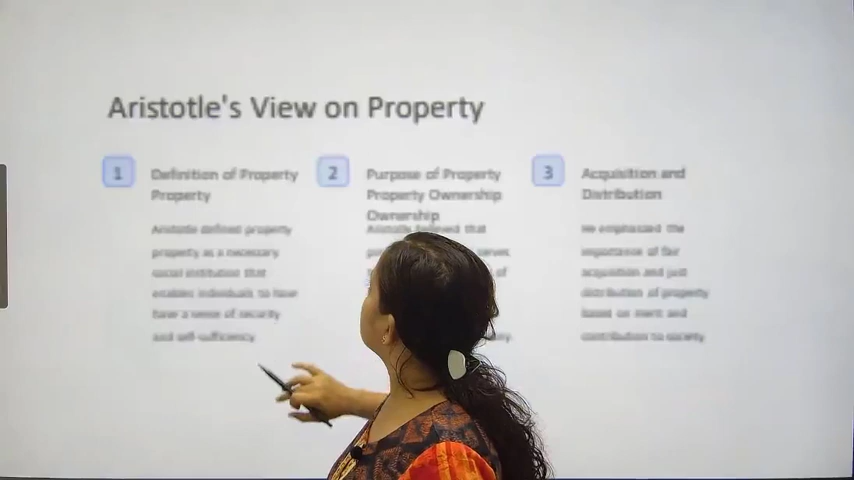 Aristotle's View on Property
1
Definition of Property
Property
Aristotle defined property
property as a necessary
social institution that
enables individuals to have
have a sense of security
and self-sufficiency
2
Purpose of Property
Property Ownership
Ownership
that
serves
of
3
Acquisition and
Distribution
He emphasized the
importance of fair
acquisition and just
distribution of property
based on merit and
contribution to society